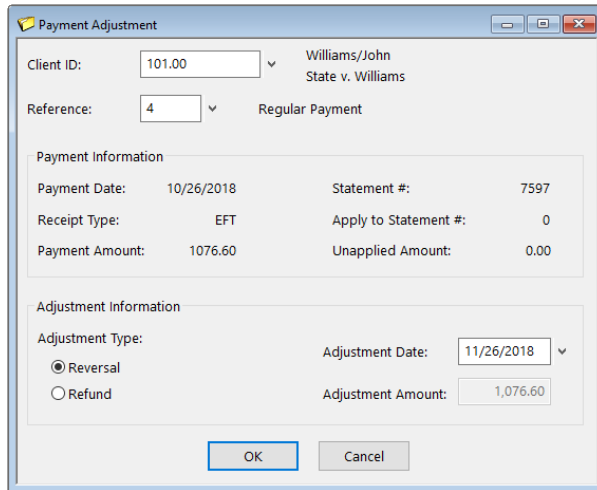 Payment Adjustment
Client ID: 101.00 Williams/John
State v. Williams
Reference: 4 Regular Payment
Payment Information
Payment Date: 10/26/2018 Statement #: 7597
Receipt Type: EFT Apply to Statement #: 0
Payment Amount: 1076.60 Unapplied Amount: 0.00
Adjustment Information
Adjustment Type:
Reversal
Refund
Adjustment Date: 11/26/2018
Adjustment Amount: 1,076.60
OK Cancel